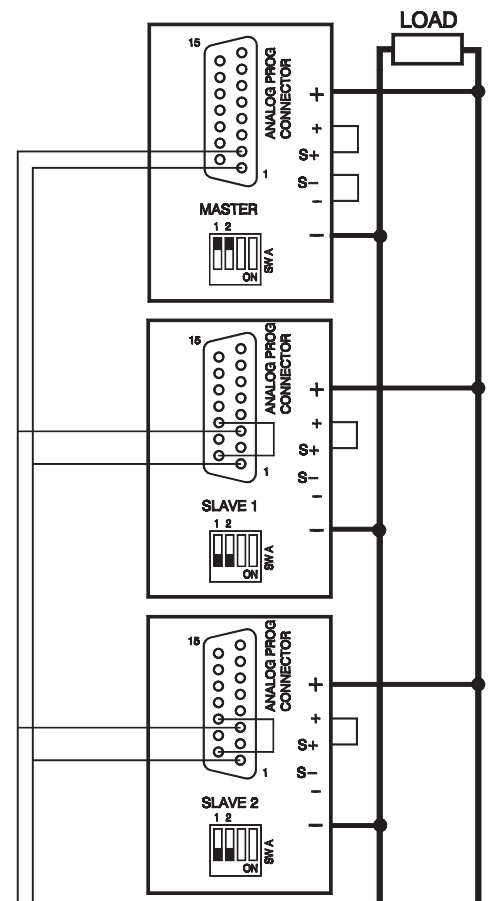 LOAD
15
ANALOG PROG
CONNECTOR
+
+
S+
1
S–
–
MASTER
1 2
–
SW A
ON
15
ANALOG PROG
CONNECTOR
+
+
S+
1
S–
–
SLAVE 1
1 2
–
SW A
ON
15
ANALOG PROG
CONNECTOR
+
+
S+
1
S–
–
SLAVE 2
1 2
–
SW A
ON